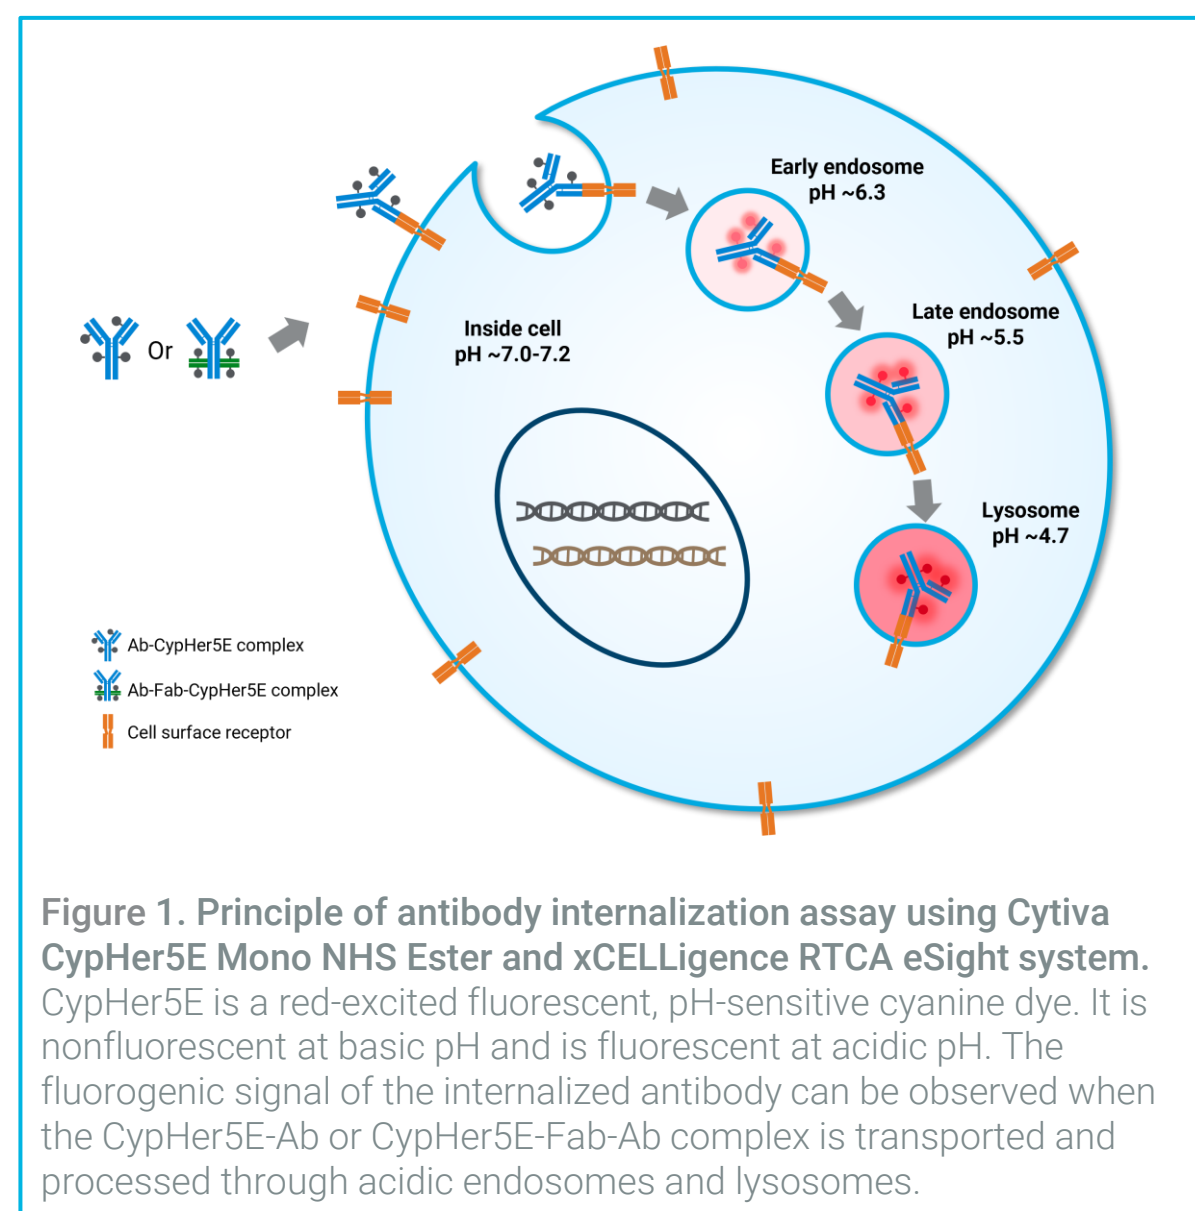 Early endosome
pH ~6.3
Late endosome
pH ~5.5
Inside cell
pH ~7.0-7.2
Or
Lysosome
pH ~4.7
Ab-CypHer5E complex
Ab-Fab-CypHer5E complex
Cell surface receptor
Figure 1. Principle of antibody internalization assay using Cytiva
CypHer5E Mono NHS Ester and xCELLigence RTCA eSight system.
CypHer5E is a red-excited fluorescent, pH-sensitive cyanine dye. It is
nonfluorescent at basic pH and is fluorescent at acidic pH. The
fluorogenic signal of the internalized antibody can be observed when
the CypHer5E-Ab or CypHer5E-Fab-Ab complex is transported and
processed through acidic endosomes and lysosomes.